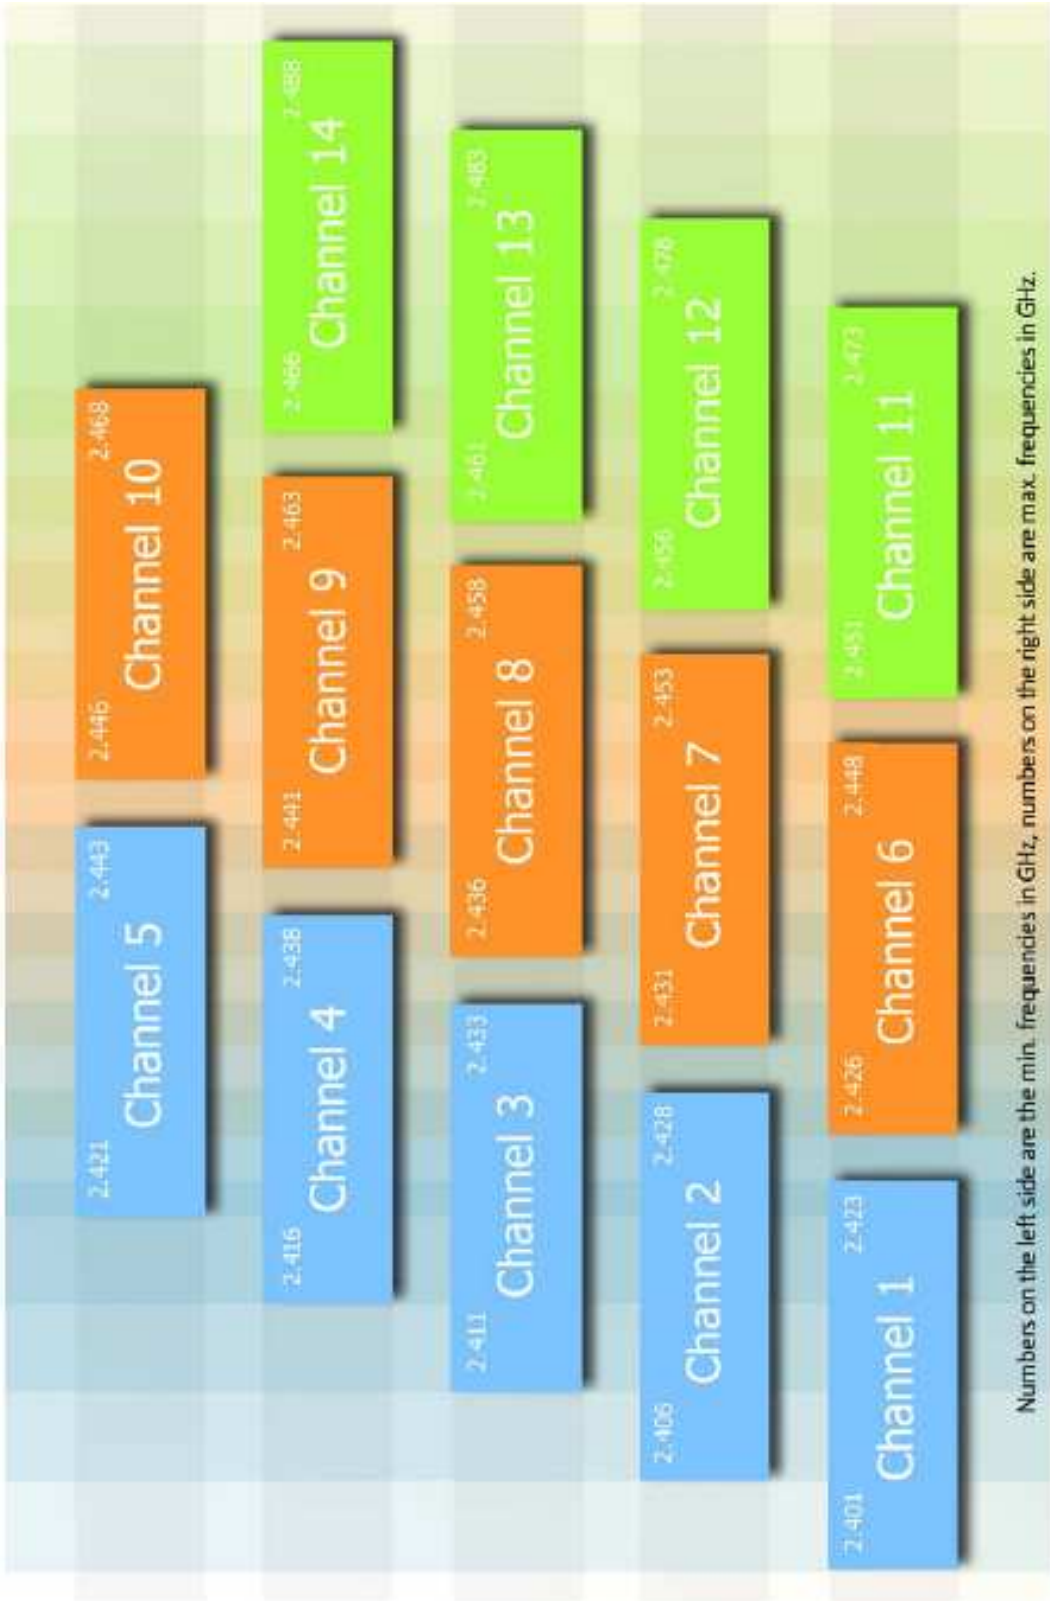 2.421
2.443
Channel 5
2.446
2.468
Channel 10
2.416
2.438
Channel 4
2.441
2.463
Channel 9
2.466
2.488
Channel 14
2.411
2.433
Channel 3
2.436
2.458
Channel 8
2.461
2.483
Channel 13
2.406
2.428
Channel 2
2.431
2.453
Channel 7
2.456
2.478
Channel 12
2.401
2.423
Channel 1
2.426
2.448
Channel 6
2.451
2.473
Channel 11
Numbers on the left side are the min. frequencies in GHz, numbers on the right side are max. frequencies in GHz.